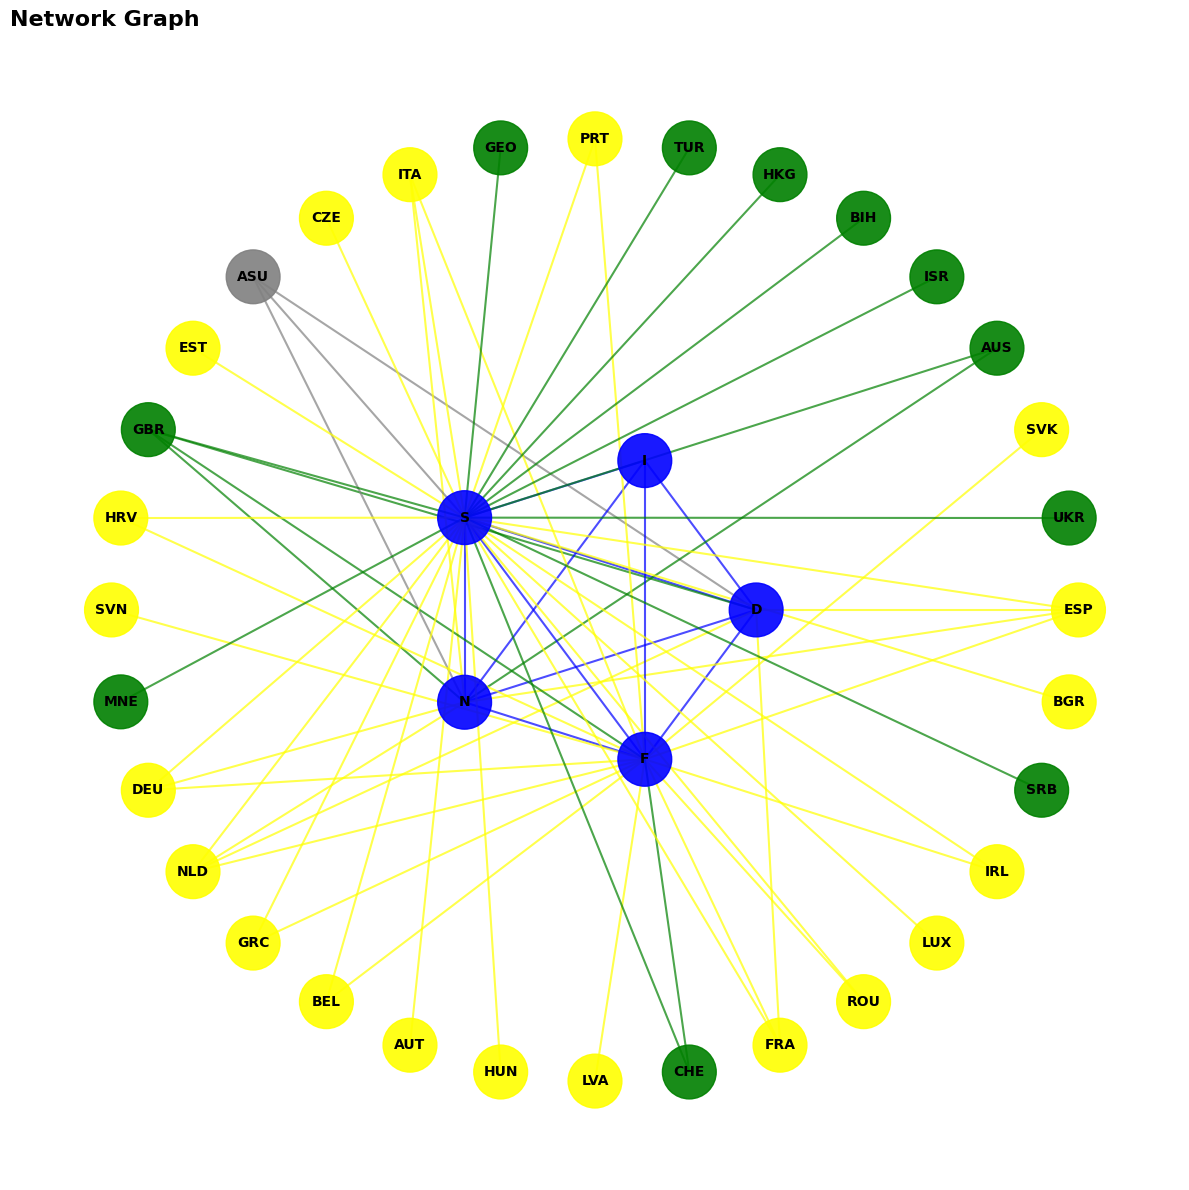 Network Graph
PRT
GEO
TUR
ITA
HKG
CZE
BIH
ASU
ISR
EST
AUS
GBR
SVK
I
HRV
S
UKR
SVN
D
ESP
MNE
N
BGR
F
DEU
SRB
NLD
IRL
GRC
LUX
BEL
ROU
AUT
FRA
HUN
CHE
LVA